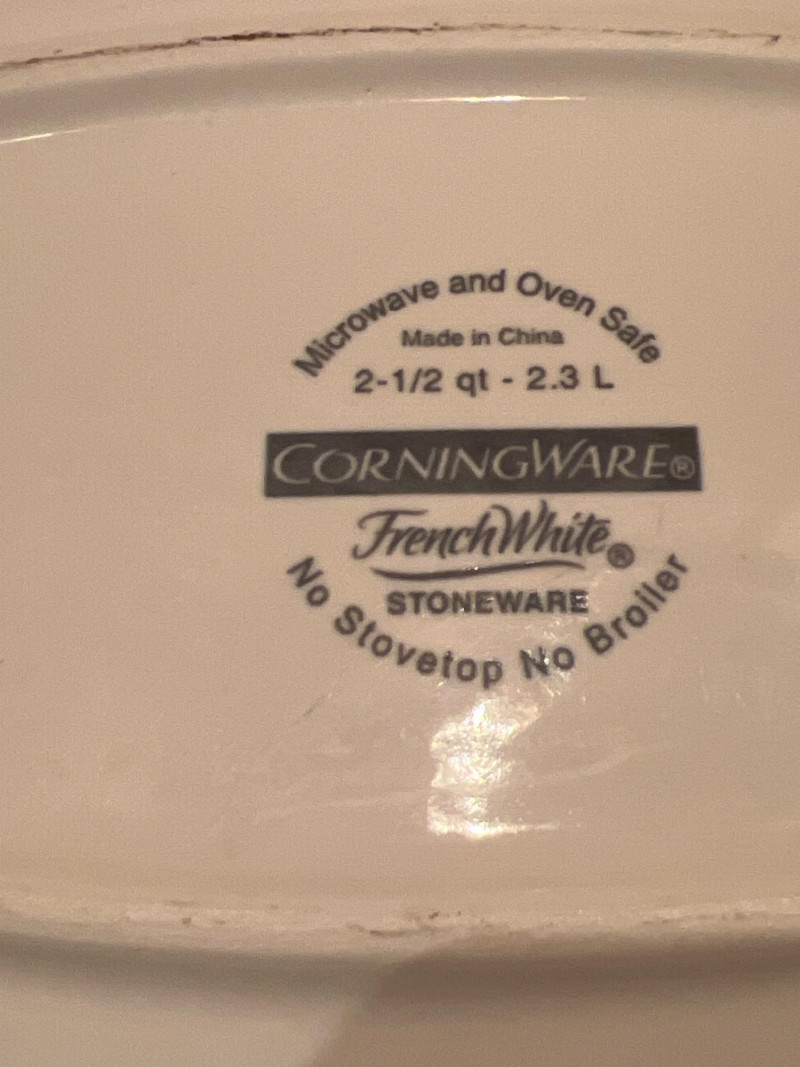 Microwave and Oven Safe
Made in China
2-1/2 qt - 2.3 L
CORNINGWARE®
FrenchWhite®
STONEWARE
No Stovetop No Broiler